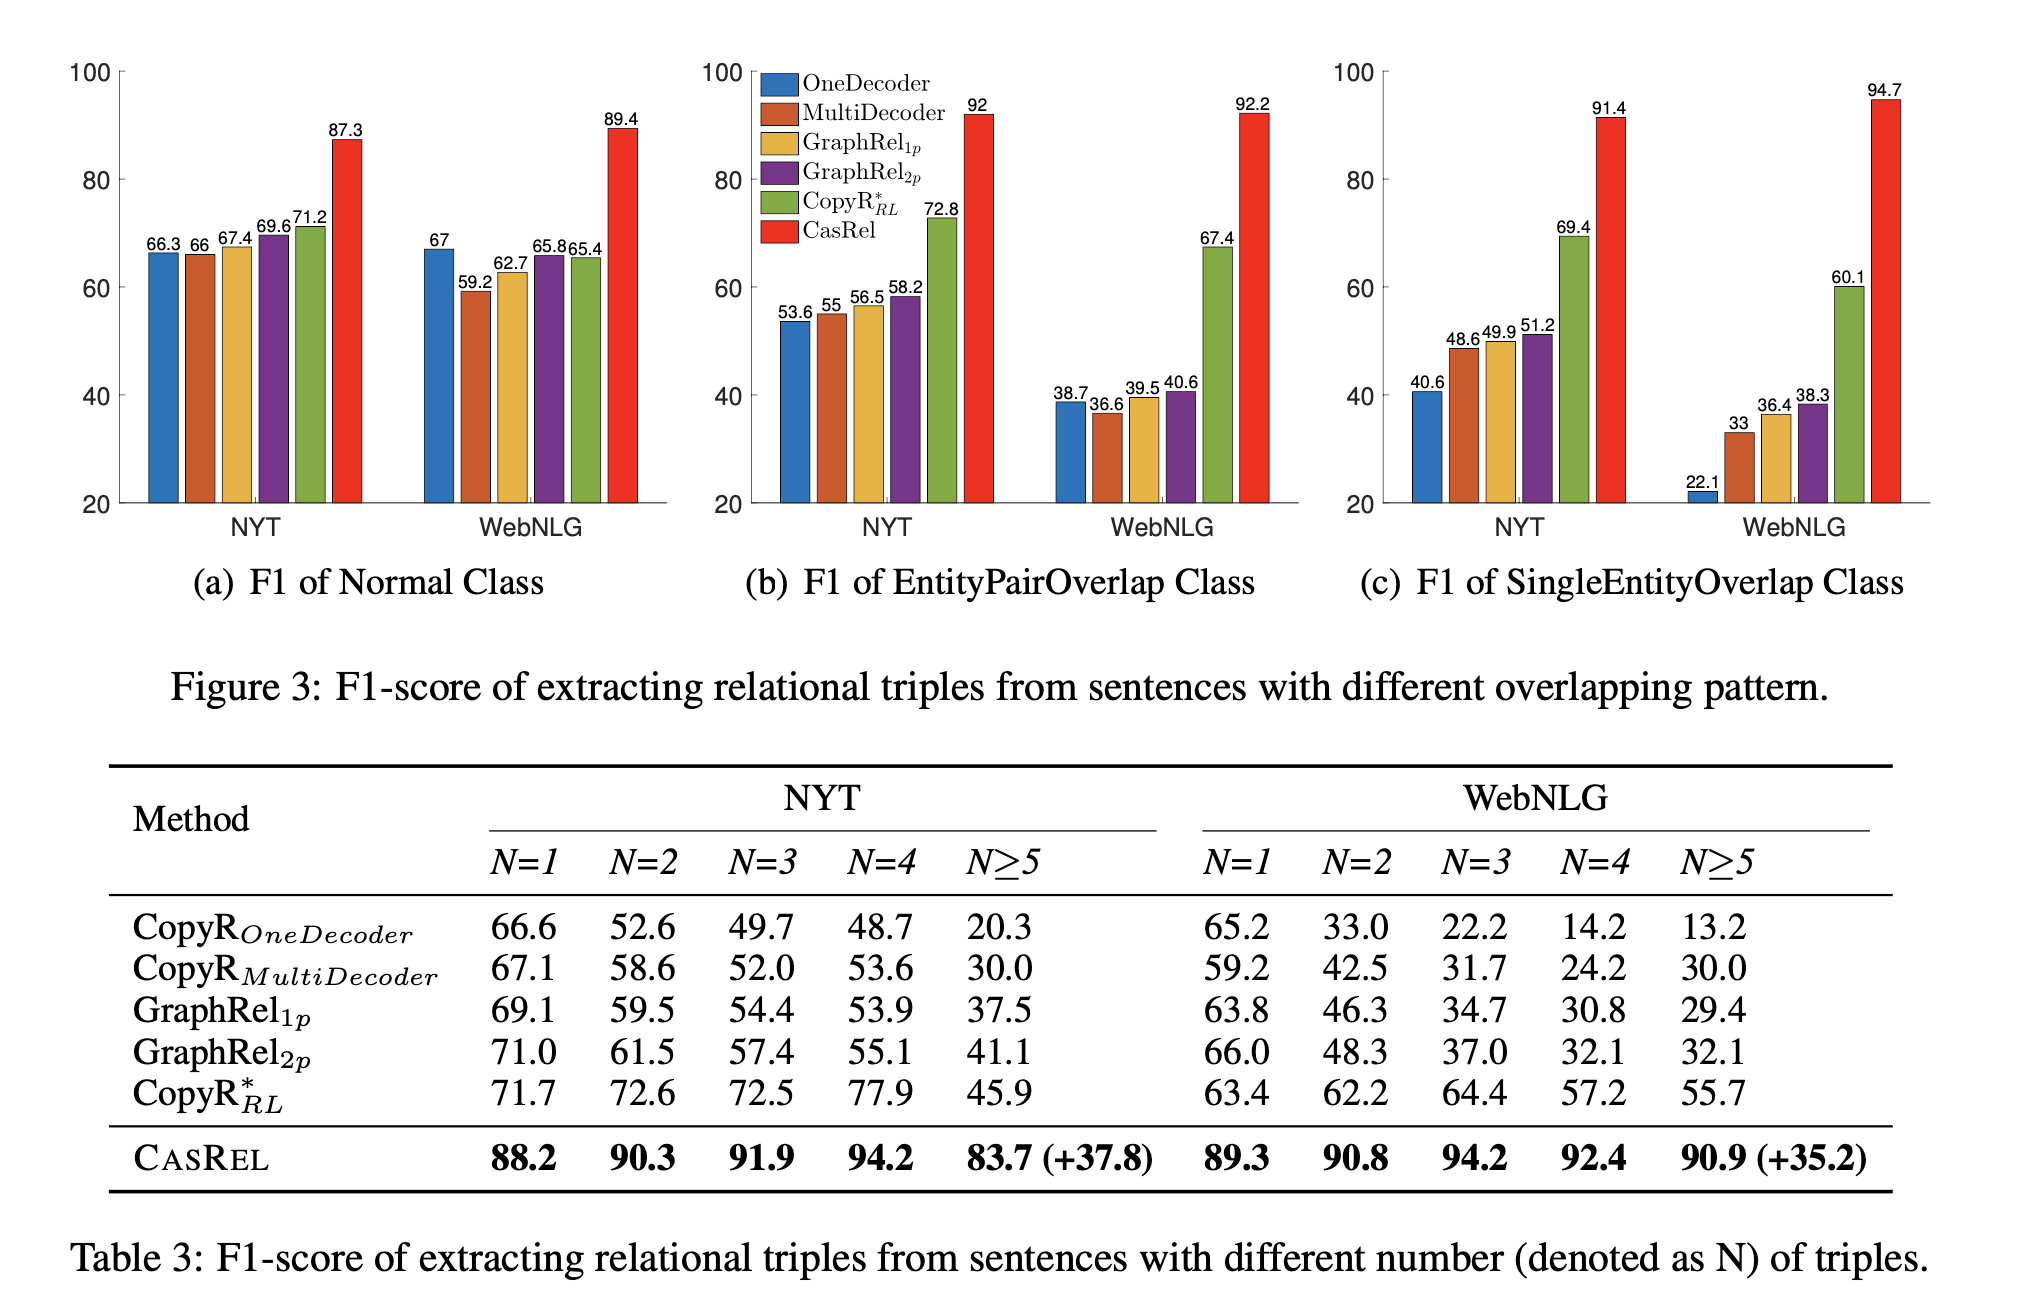 100
80
60
40
20
66.3 66 67.4 69.6 71.2 87.3
67 59.2 62.7 65.8 65.4 89.4
NYT WebNLG
(a) F1 of Normal Class
100
80
60
40
20
OneDecoder
MultiDecoder
GraphRel1p
GraphRel2p
CopyR*RL
CasRel
53.6 55 56.5 58.2 72.8 92
38.7 36.6 39.5 40.6 67.4 92.2
NYT WebNLG
(b) F1 of EntityPairOverlap Class
100
80
60
40
20
40.6 48.6 49.9 51.2 69.4 91.4
22.1 33 36.4 38.3 60.1 94.7
NYT WebNLG
(c) F1 of SingleEntityOverlap Class
Figure 3: F1-score of extracting relational triples from sentences with different overlapping pattern.
Method NYT WebNLG
N=1 N=2 N=3 N=4 N≥5 N=1 N=2 N=3 N=4 N≥5
CopyROneDecoder 66.6 52.6 49.7 48.7 20.3 65.2 33.0 22.2 14.2 13.2
CopyRMultiDecoder 67.1 58.6 52.0 53.6 30.0 59.2 42.5 31.7 24.2 30.0
GraphRel1p 69.1 59.5 54.4 53.9 37.5 63.8 46.3 34.7 30.8 29.4
GraphRel2p 71.0 61.5 57.4 55.1 41.1 66.0 48.3 37.0 32.1 32.1
CopyR*RL 71.7 72.6 72.5 77.9 45.9 63.4 62.2 64.4 57.2 55.7
CASREL 88.2 90.3 91.9 94.2 83.7 (+37.8) 89.3 90.8 94.2 92.4 90.9 (+35.2)
Table 3: F1-score of extracting relational triples from sentences with different number (denoted as N) of triples.